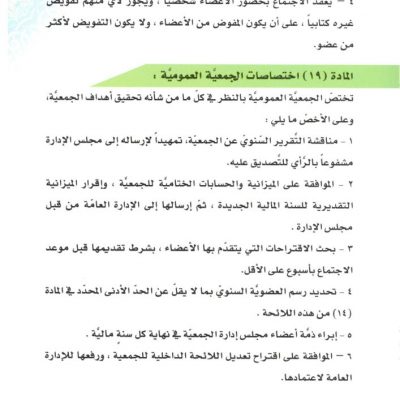 ٤ - يعقد الاجتماع بحضور الأعضاء شخصياً ، ويجوز لأي منهم تفويض
غيره كتابياً ، على أن يكون المفوض من الأعضاء ، ولا يكون التفويض لأكثر
من عضو.
المادة (١٩) اختصاصات الجمعيَّة العموميَّة :
تختصّ الجمعية العمومية بالنظر في كلّ ما من شأنه تحقيق أهداف الجمعيَّة،
وعلى الأخصّ ما يلي :
١ - مناقشة التَّقرير السّنويّ عن الجمعيّة، تمهيداً لإرساله إلى مجلس الإدارة
مشفوعاً بالرَّأي للتَّصديق عليه.
٢ - الموافقة على الميزانية والحسابات الختاميَّة للجمعية ، وإقرار الميزانية
التقديرية للسنة المالية الجديدة ، ثمّ إرسالها إلى الإدارة العامّة من قبل
مجلس الإدارة .
٣ - بحث الاقتراحات التي يتقدّم بها الأعضاء ، بشرط تقديمها قبل موعد
الاجتماع بأسبوع على الأقل.
٤ - تحديد رسم العضويَّة السنويّ بما لا يقلّ عن الحدّ الأدنى المحدّد في المادة
(١٤) من هذه اللائحة .
٥ - إبراء ذمَّة أعضاء مجلس إدارة الجمعيّة في نهاية كل سنةٍ ماليَّة .
٦ - الموافقة على اقتراح تعديل اللائحة الداخلية للجمعية ، ورفعها للإدارة
العامة لاعتمادها.